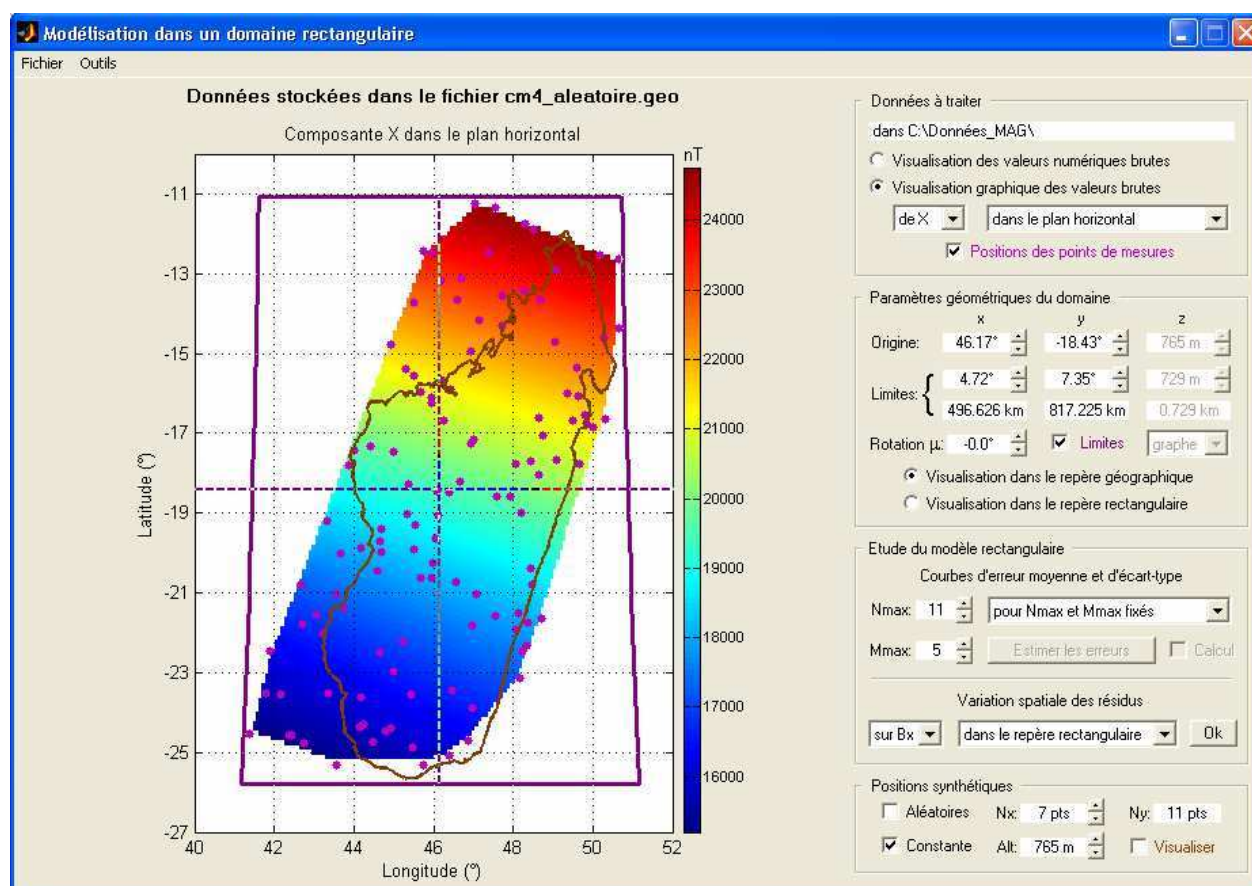 Modélisation dans un domaine rectangulaire
Fichier Outils
Données stockées dans le fichier cm4_aleatoire.geo
Composante X dans le plan horizontal
nT
-11
-13
-15
-17
-19
-21
-23
-25
-27
40 42 44 46 48 50 52
Latitude (°)
Longitude (°)
24000
23000
22000
21000
20000
19000
18000
17000
16000
Données à traiter
dans C:\Données_MAG\
Visualisation des valeurs numériques brutes
Visualisation graphique des valeurs brutes
de X dans le plan horizontal
Positions des points de mesures
Paramètres géométriques du domaine
x y z
Origine: 46.17° -18.43° 765 m
Limites: { 4.72° 7.35° 729 m
496.626 km 817.225 km 0.729 km
Rotation µ: -0.0° Limites graphe
Visualisation dans le repère géographique
Visualisation dans le repère rectangulaire
Etude du modèle rectangulaire
Courbes d'erreur moyenne et d'écart-type
Nmax: 11 pour Nmax et Mmax fixés
Mmax: 5 Estimer les erreurs Calcul
Variation spatiale des résidus
sur Bx dans le repère rectangulaire Ok
Positions synthétiques
Aléatoires Nx: 7 pts Ny: 11 pts
Constante Alt: 765 m Visualiser